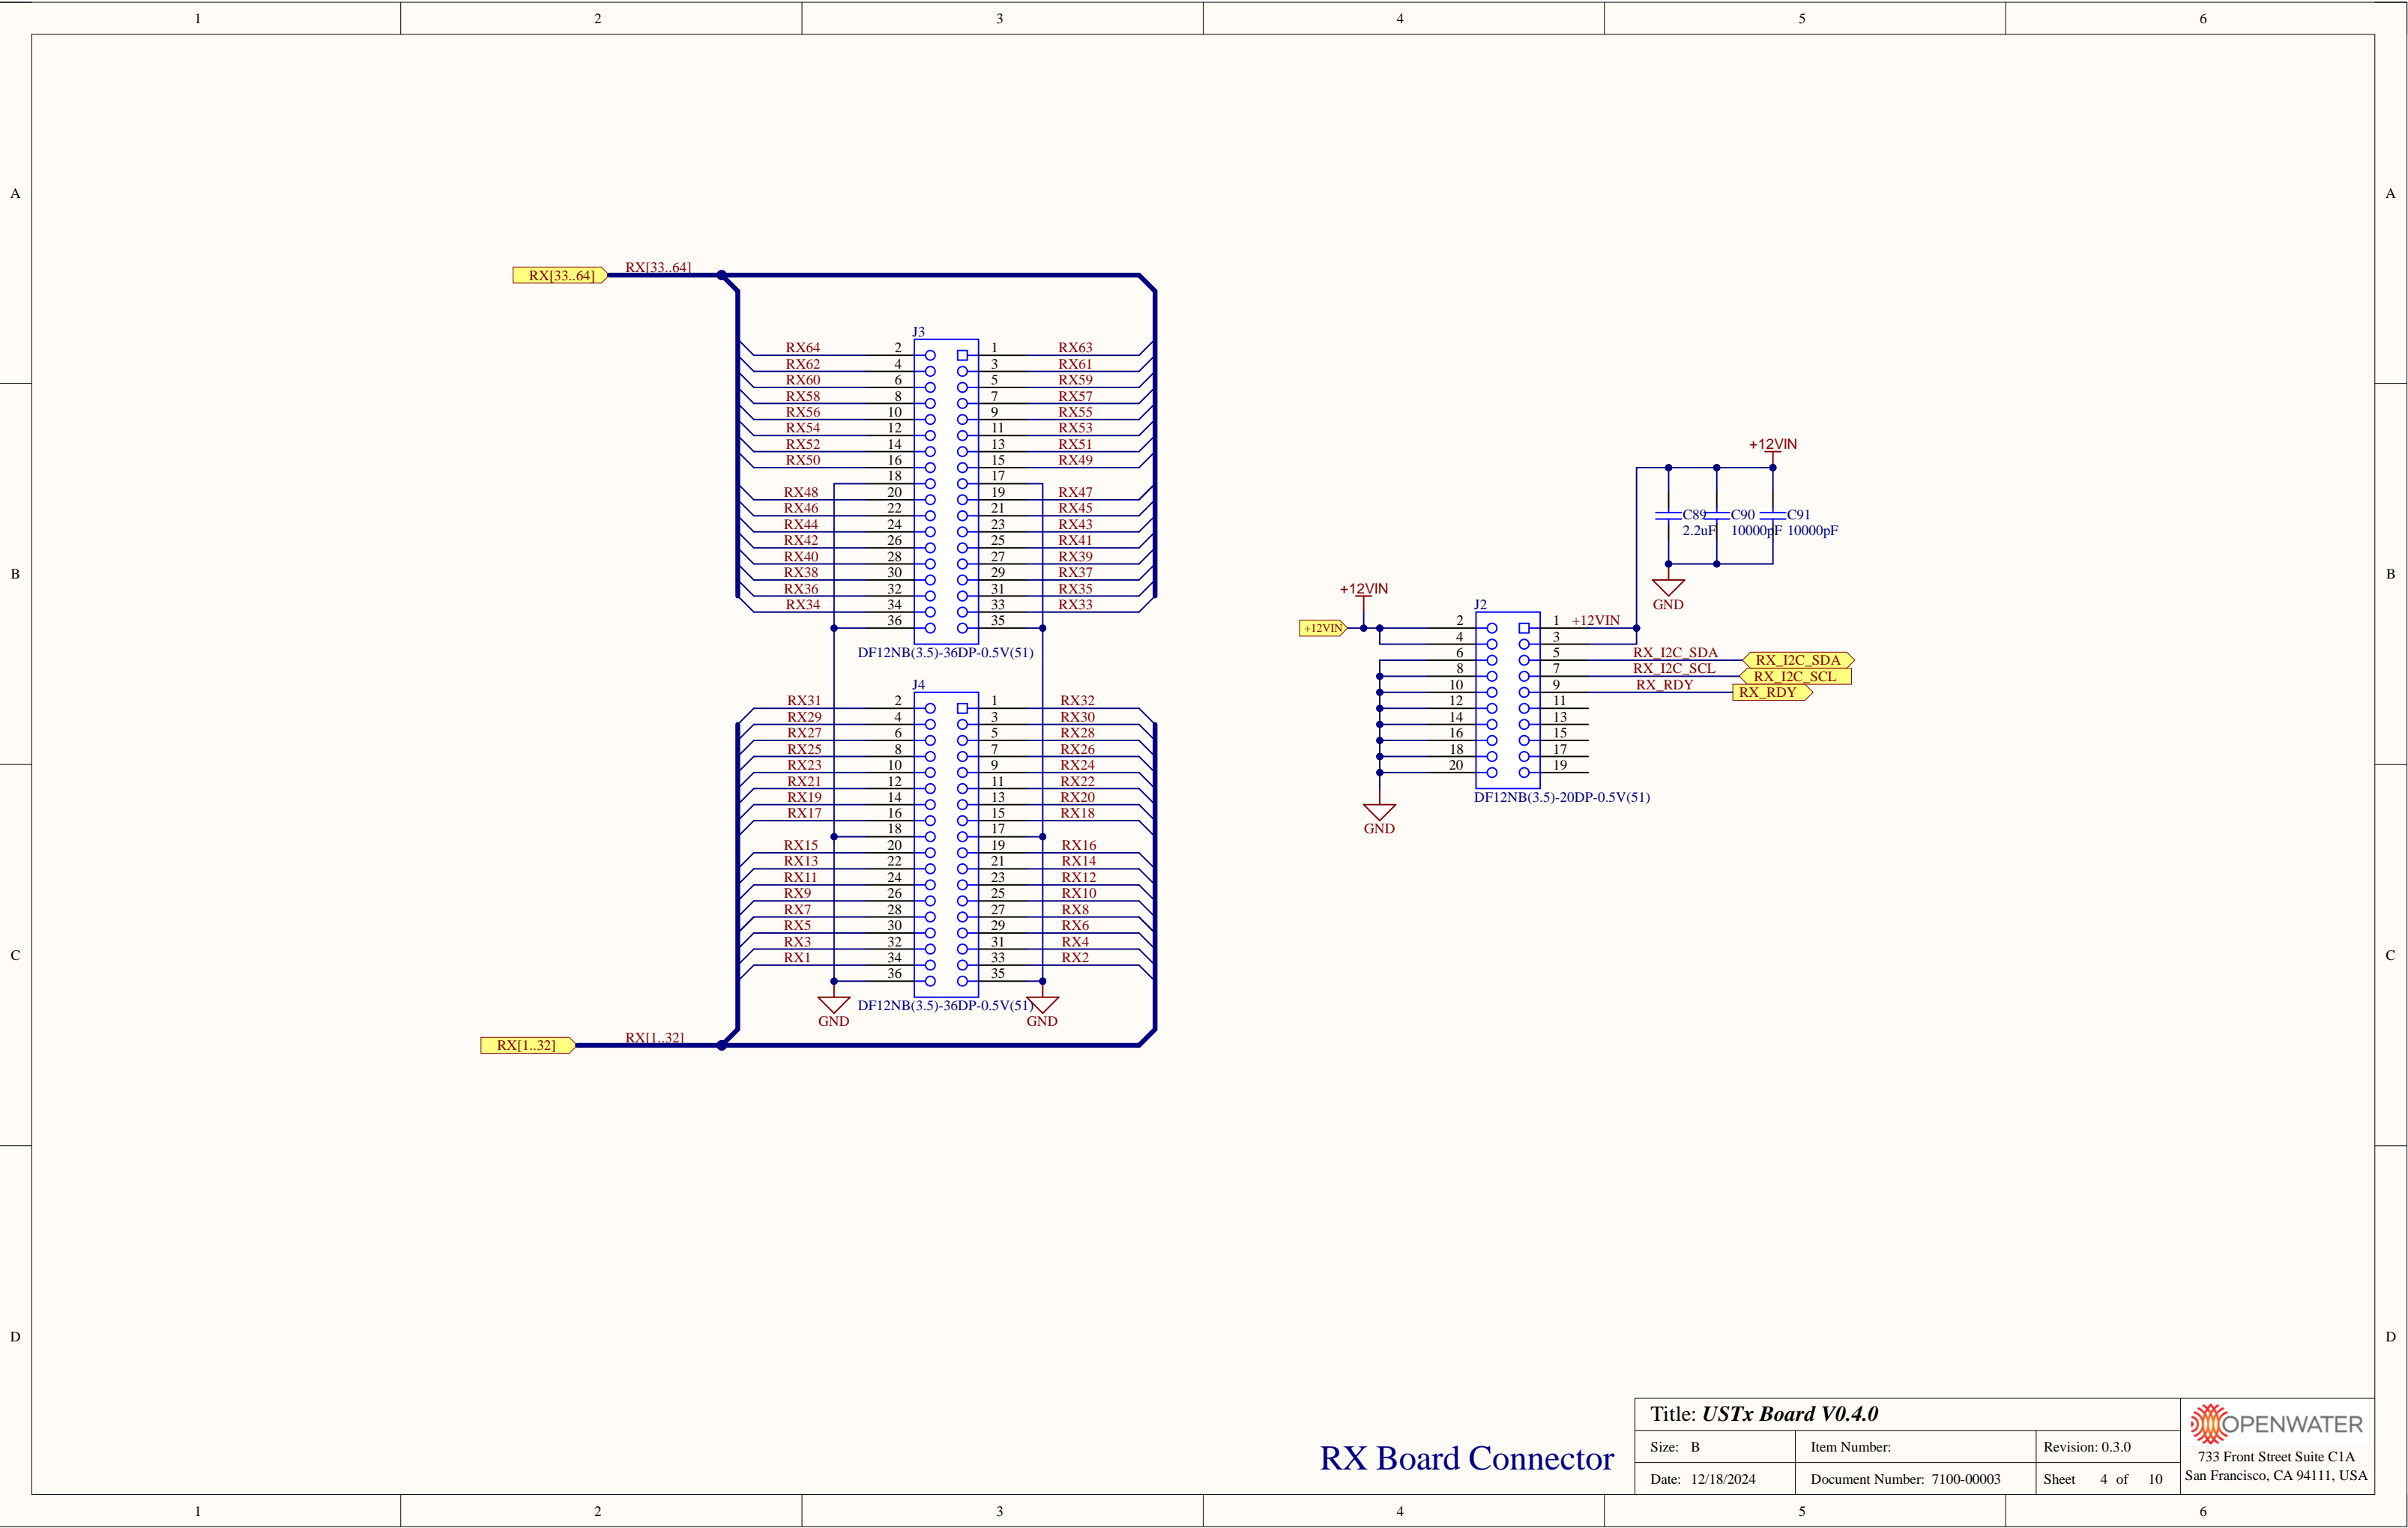 1 2 3 4 5 6
A A
RX[33..64] RX[33..64]
J3
RX64 2 1 RX63
RX62 4 3 RX61
RX60 6 5 RX59
RX58 8 7 RX57
RX56 10 9 RX55
RX54 12 11 RX53
RX52 14 13 RX51
RX50 16 15 RX49
18 17
RX48 20 19 RX47
RX46 22 21 RX45
RX44 24 23 RX43
RX42 26 25 RX41
RX40 28 27 RX39
RX38 30 29 RX37
RX36 32 31 RX35
RX34 34 33 RX33
36 35
DF12NB(3.5)-36DP-0.5V(51)
J4
RX31 2 1 RX32
RX29 4 3 RX30
RX27 6 5 RX28
RX25 8 7 RX26
RX23 10 9 RX24
RX21 12 11 RX22
RX19 14 13 RX20
RX17 16 15 RX18
18 17
RX15 20 19 RX16
RX13 22 21 RX14
RX11 24 23 RX12
RX9 26 25 RX10
RX7 28 27 RX8
RX5 30 29 RX6
RX3 32 31 RX4
RX1 34 33 RX2
36 35
DF12NB(3.5)-36DP-0.5V(51)
GND GND
RX[1..32] RX[1..32]
+12VIN
C89 C90 C91
2.2uF 10000pF 10000pF
GND
B B
+12VIN
J2
+12VIN 2 1 +12VIN
4 3
6 5 RX_I2C_SDA RX_I2C_SDA
8 7 RX_I2C_SCL RX_I2C_SCL
10 9 RX_RDY RX_RDY
12 11
14 13
16 15
18 17
20 19
DF12NB(3.5)-20DP-0.5V(51)
GND
C C
D D
RX Board Connector
Title: USTx Board V0.4.0
Size: B Item Number: Revision: 0.3.0
Date: 12/18/2024 Document Number: 7100-00003 Sheet 4 of 10
OPENWATER
733 Front Street Suite C1A
San Francisco, CA 94111, USA
1 2 3 4 5 6